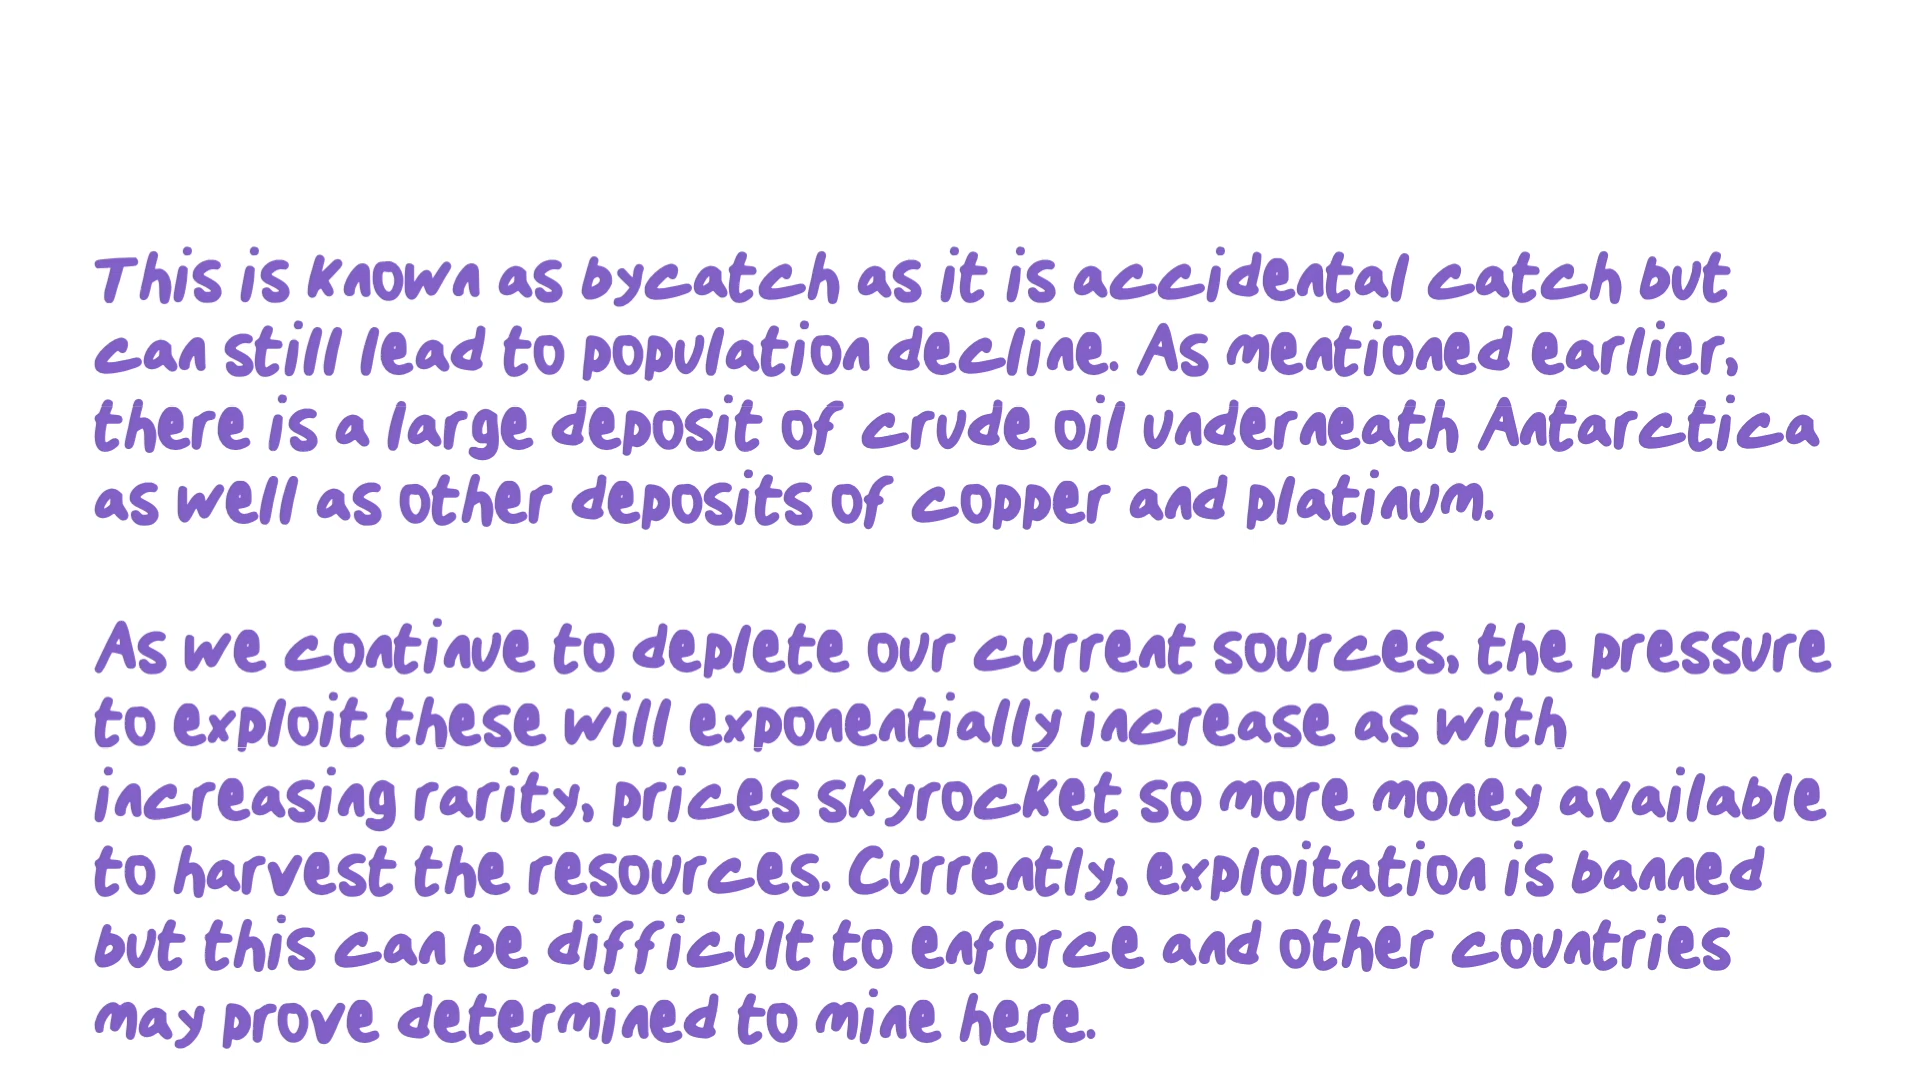 This is known as bycatch as it is accidental catch but
can still lead to population decline. As mentioned earlier,
there is a large deposit of crude oil underneath Antarctica
as well as other deposits of copper and platinum.
As we continue to deplete our current sources, the pressure
to exploit these will exponentially increase as with
increasing rarity, prices skyrocket so more money available
to harvest the resources. Currently, exploitation is banned
but this can be difficult to enforce and other countries
may prove determined to mine here.